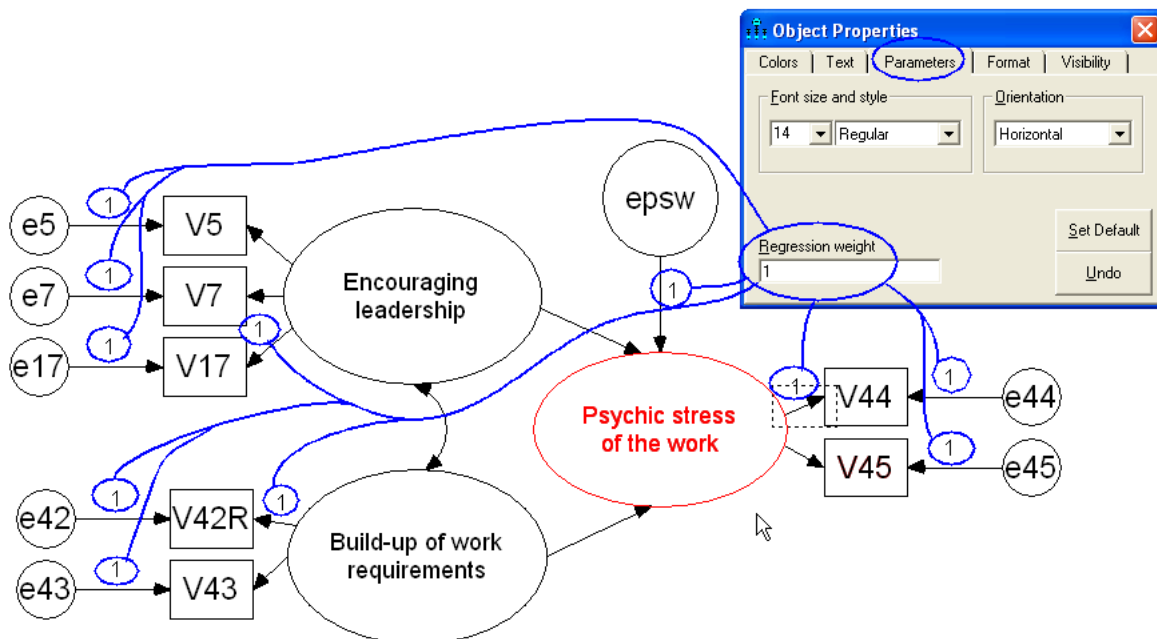 Object Properties
Colors Text Parameters Format Visibility
Font size and style
Orientation
14 Regular
Horizontal
Regression weight
1
Set Default
Undo
epsw
1
e5
1
V5
e7
1
V7
e17
1
V17
1
Encouraging
leadership
Psychic stress
of the work
1
V44
1
e44
V45
1
e45
e42
1
V42R
1
e43
1
V43
Build-up of work
requirements